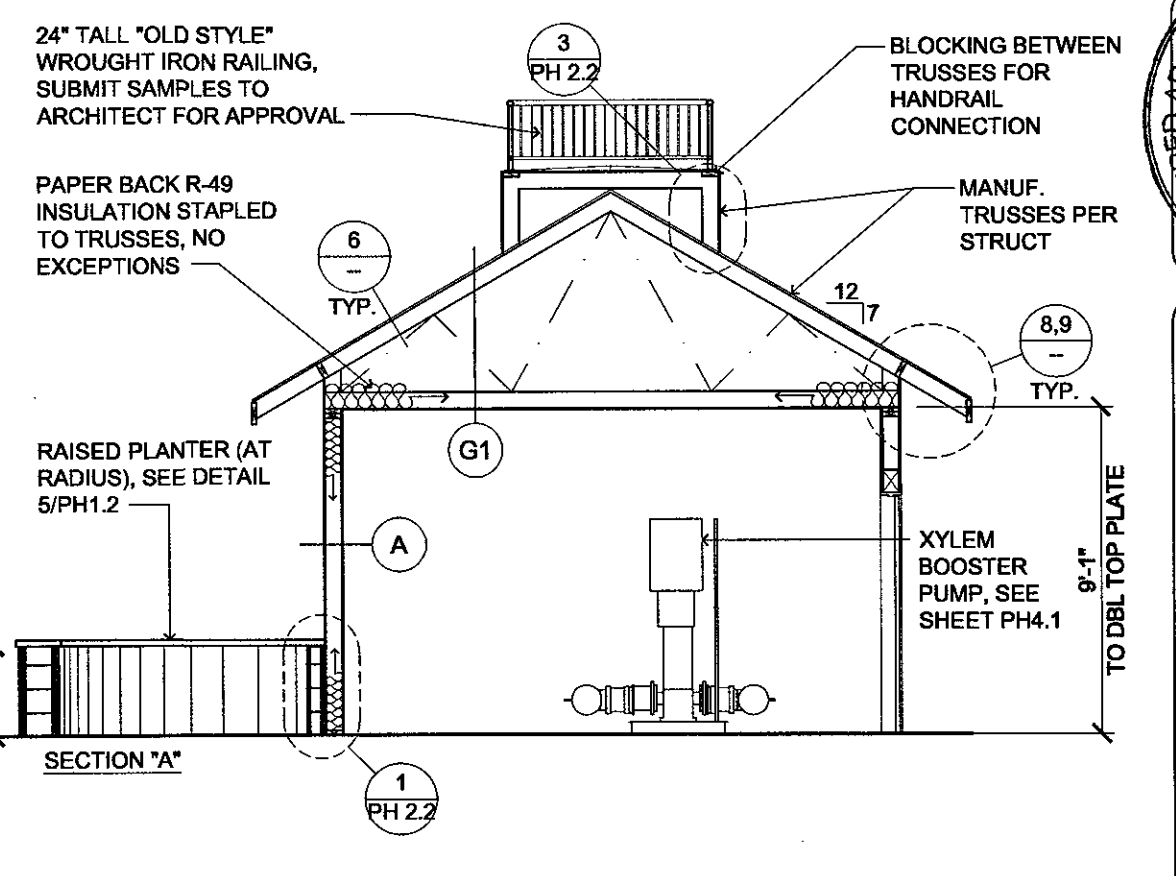 24" TALL "OLD STYLE"
WROUGHT IRON RAILING,
SUBMIT SAMPLES TO
ARCHITECT FOR APPROVAL
3
PH 2.2
BLOCKING BETWEEN
TRUSSES FOR
HANDRAIL
CONNECTION
PAPER BACK R-49
INSULATION STAPLED
TO TRUSSES, NO
EXCEPTIONS
6
--
TYP.
MANUF.
TRUSSES PER
STRUCT
12
7
8,9
--
TYP.
G1
RAISED PLANTER (AT
RADIUS), SEE DETAIL
5/PH1.2
A
XYLEM
BOOSTER
PUMP, SEE
SHEET PH4.1
9'-1"
TO DBL TOP PLATE
SECTION "A"
1
PH 2.2